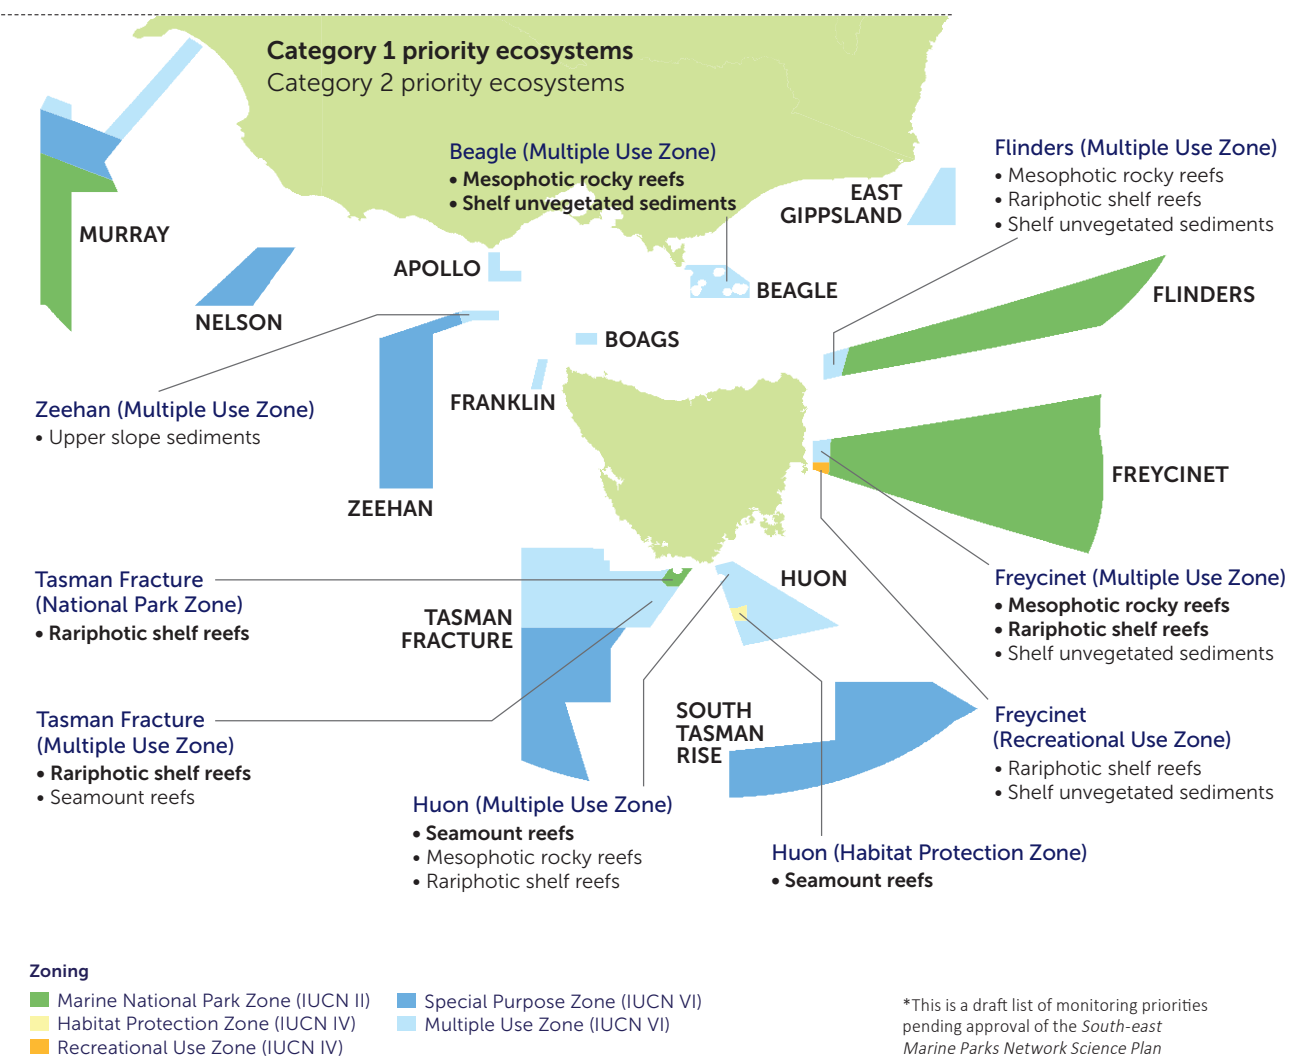 Category 1 priority ecosystems
Category 2 priority ecosystems
Beagle (Multiple Use Zone)
• Mesophotic rocky reefs
• Shelf unvegetated sediments
Flinders (Multiple Use Zone)
• Mesophotic rocky reefs
• Rariphotic shelf reefs
• Shelf unvegetated sediments
EAST
GIPPSLAND
MURRAY
APOLLO
BEAGLE
FLINDERS
NELSON
BOAGS
FRANKLIN
Zeehan (Multiple Use Zone)
• Upper slope sediments
ZEEHAN
FREYCINET
Tasman Fracture
(National Park Zone)
• Rariphotic shelf reefs
TASMAN
FRACTURE
HUON
Freycinet (Multiple Use Zone)
• Mesophotic rocky reefs
• Rariphotic shelf reefs
• Shelf unvegetated sediments
Tasman Fracture
(Multiple Use Zone)
• Rariphotic shelf reefs
• Seamount reefs
SOUTH
TASMAN
RISE
Freycinet
(Recreational Use Zone)
• Rariphotic shelf reefs
• Shelf unvegetated sediments
Huon (Multiple Use Zone)
• Seamount reefs
• Mesophotic rocky reefs
• Rariphotic shelf reefs
Huon (Habitat Protection Zone)
• Seamount reefs
Zoning
Marine National Park Zone (IUCN II)
Habitat Protection Zone (IUCN IV)
Recreational Use Zone (IUCN IV)
Special Purpose Zone (IUCN VI)
Multiple Use Zone (IUCN VI)
*This is a draft list of monitoring priorities
pending approval of the South-east
Marine Parks Network Science Plan